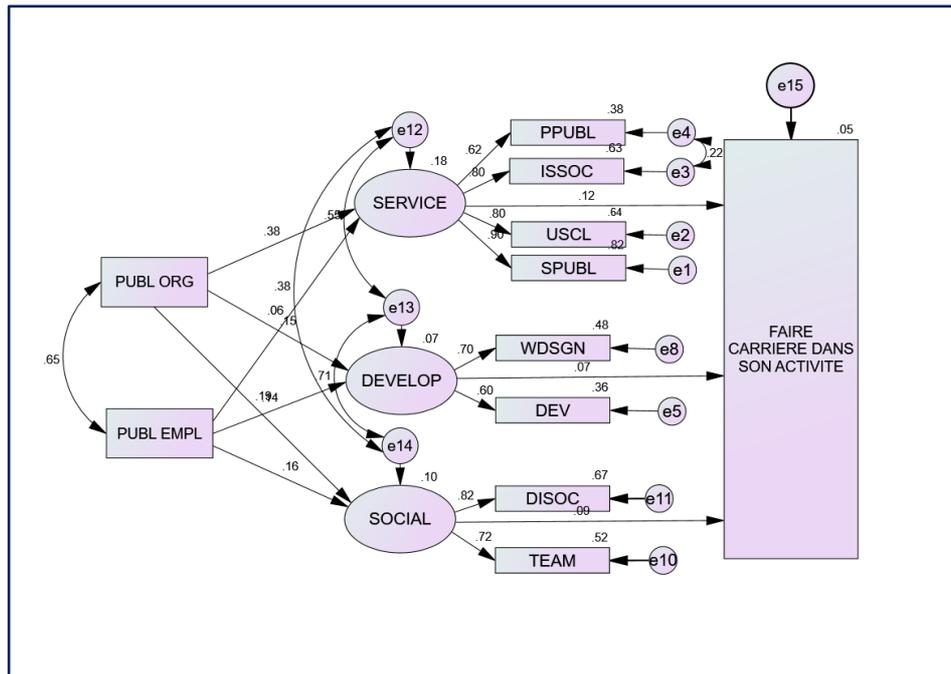 e15
.05
e12
.38
PPUBL
e4
.18
.62
.22
.63
.80
ISSOC
e3
SERVICE
.12
.55
.80
.64
USCL
e2
.38
.90
.82
SPUBL
e1
PUBL ORG
.38
.06
.15
e13
.07
.48
.70
WDSGN
e8
FAIRE
CARRIERE DANS
SON ACTIVITE
.65
.07
.71
DEVELOP
.36
.60
DEV
e5
.14
PUBL EMPL
e14
.16
.10
.67
.82
DISOC
e11
.09
SOCIAL
.72
.52
TEAM
e10